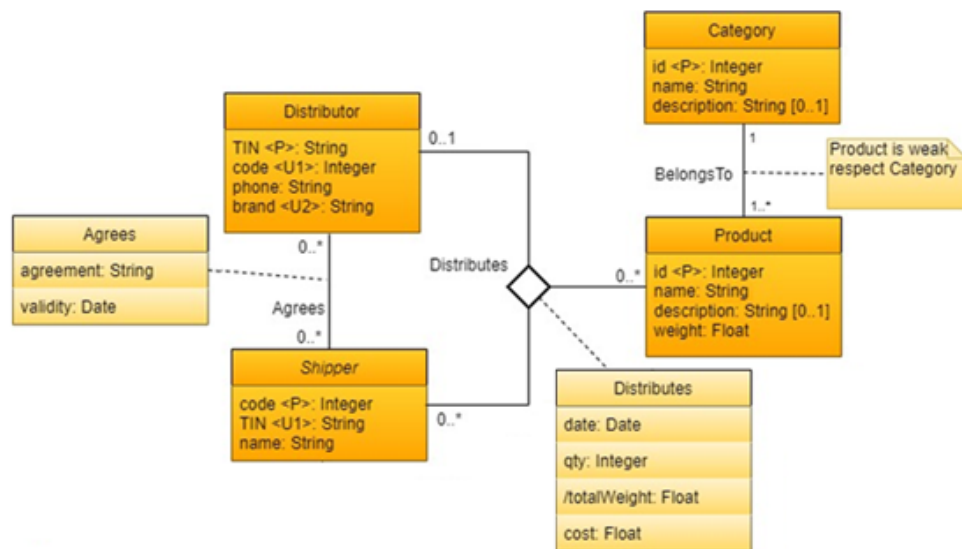 Category
id <P>: Integer
name: String
description: String [0..1]
Distributor
TIN <P>: String
code <U1>: Integer
phone: String
brand <U2>: String
0..1
1
BelongsTo
Product is weak
respect Category
1..*
Agrees
agreement: String
validity: Date
0..*
Agrees
0..*
Distributes
0..*
Product
id <P>: Integer
name: String
description: String [0..1]
weight: Float
Shipper
code <P>: Integer
TIN <U1>: String
name: String
0..*
Distributes
date: Date
qty: Integer
/totalWeight: Float
cost: Float